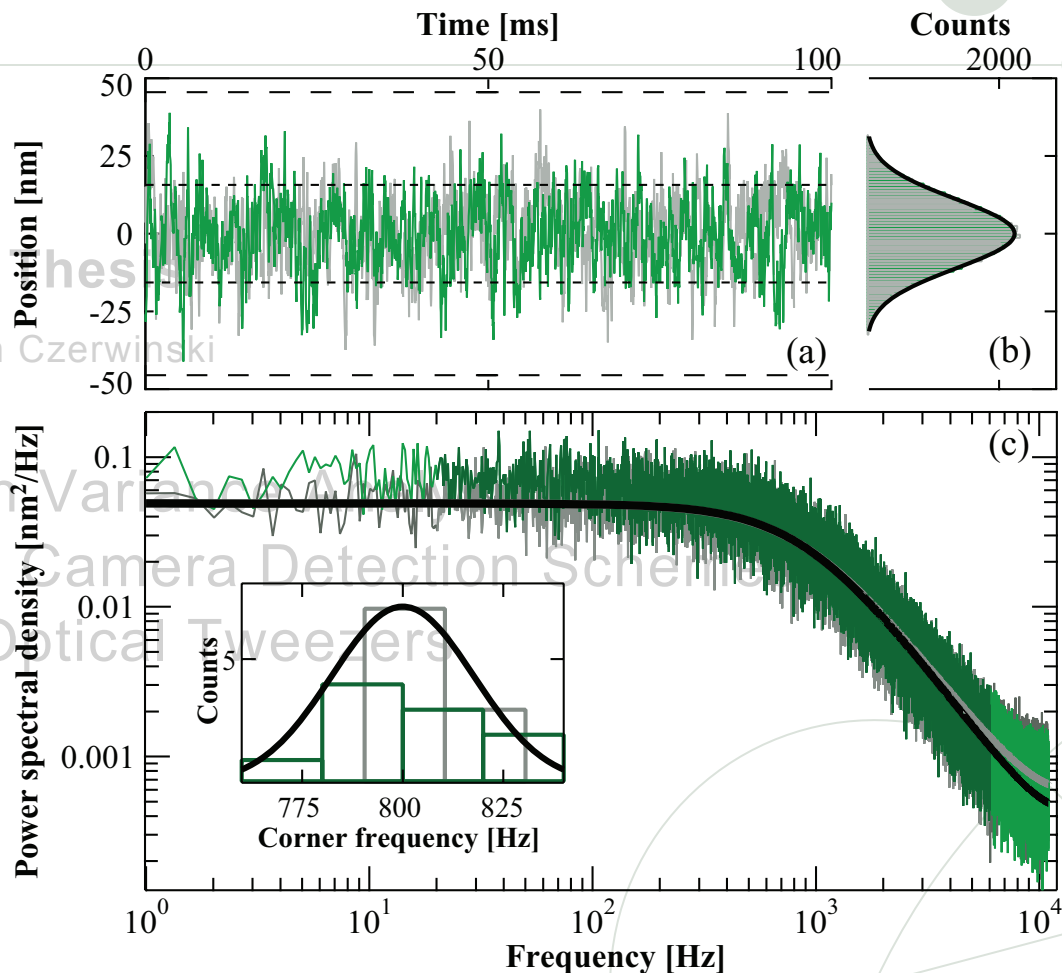 Time [ms]
Counts
0
50
100
2000
50
25
0
-25
-50
Position [nm]
(a)
(b)
Thesis
Czerwinski
0.1
0.01
0.001
Power spectral density [nm²/Hz]
(c)
Variance
Camera Detection Scheme
Optical Tweezers
Counts
5
775
800
825
Corner frequency [Hz]
10⁰
10¹
10²
10³
10⁴
Frequency [Hz]